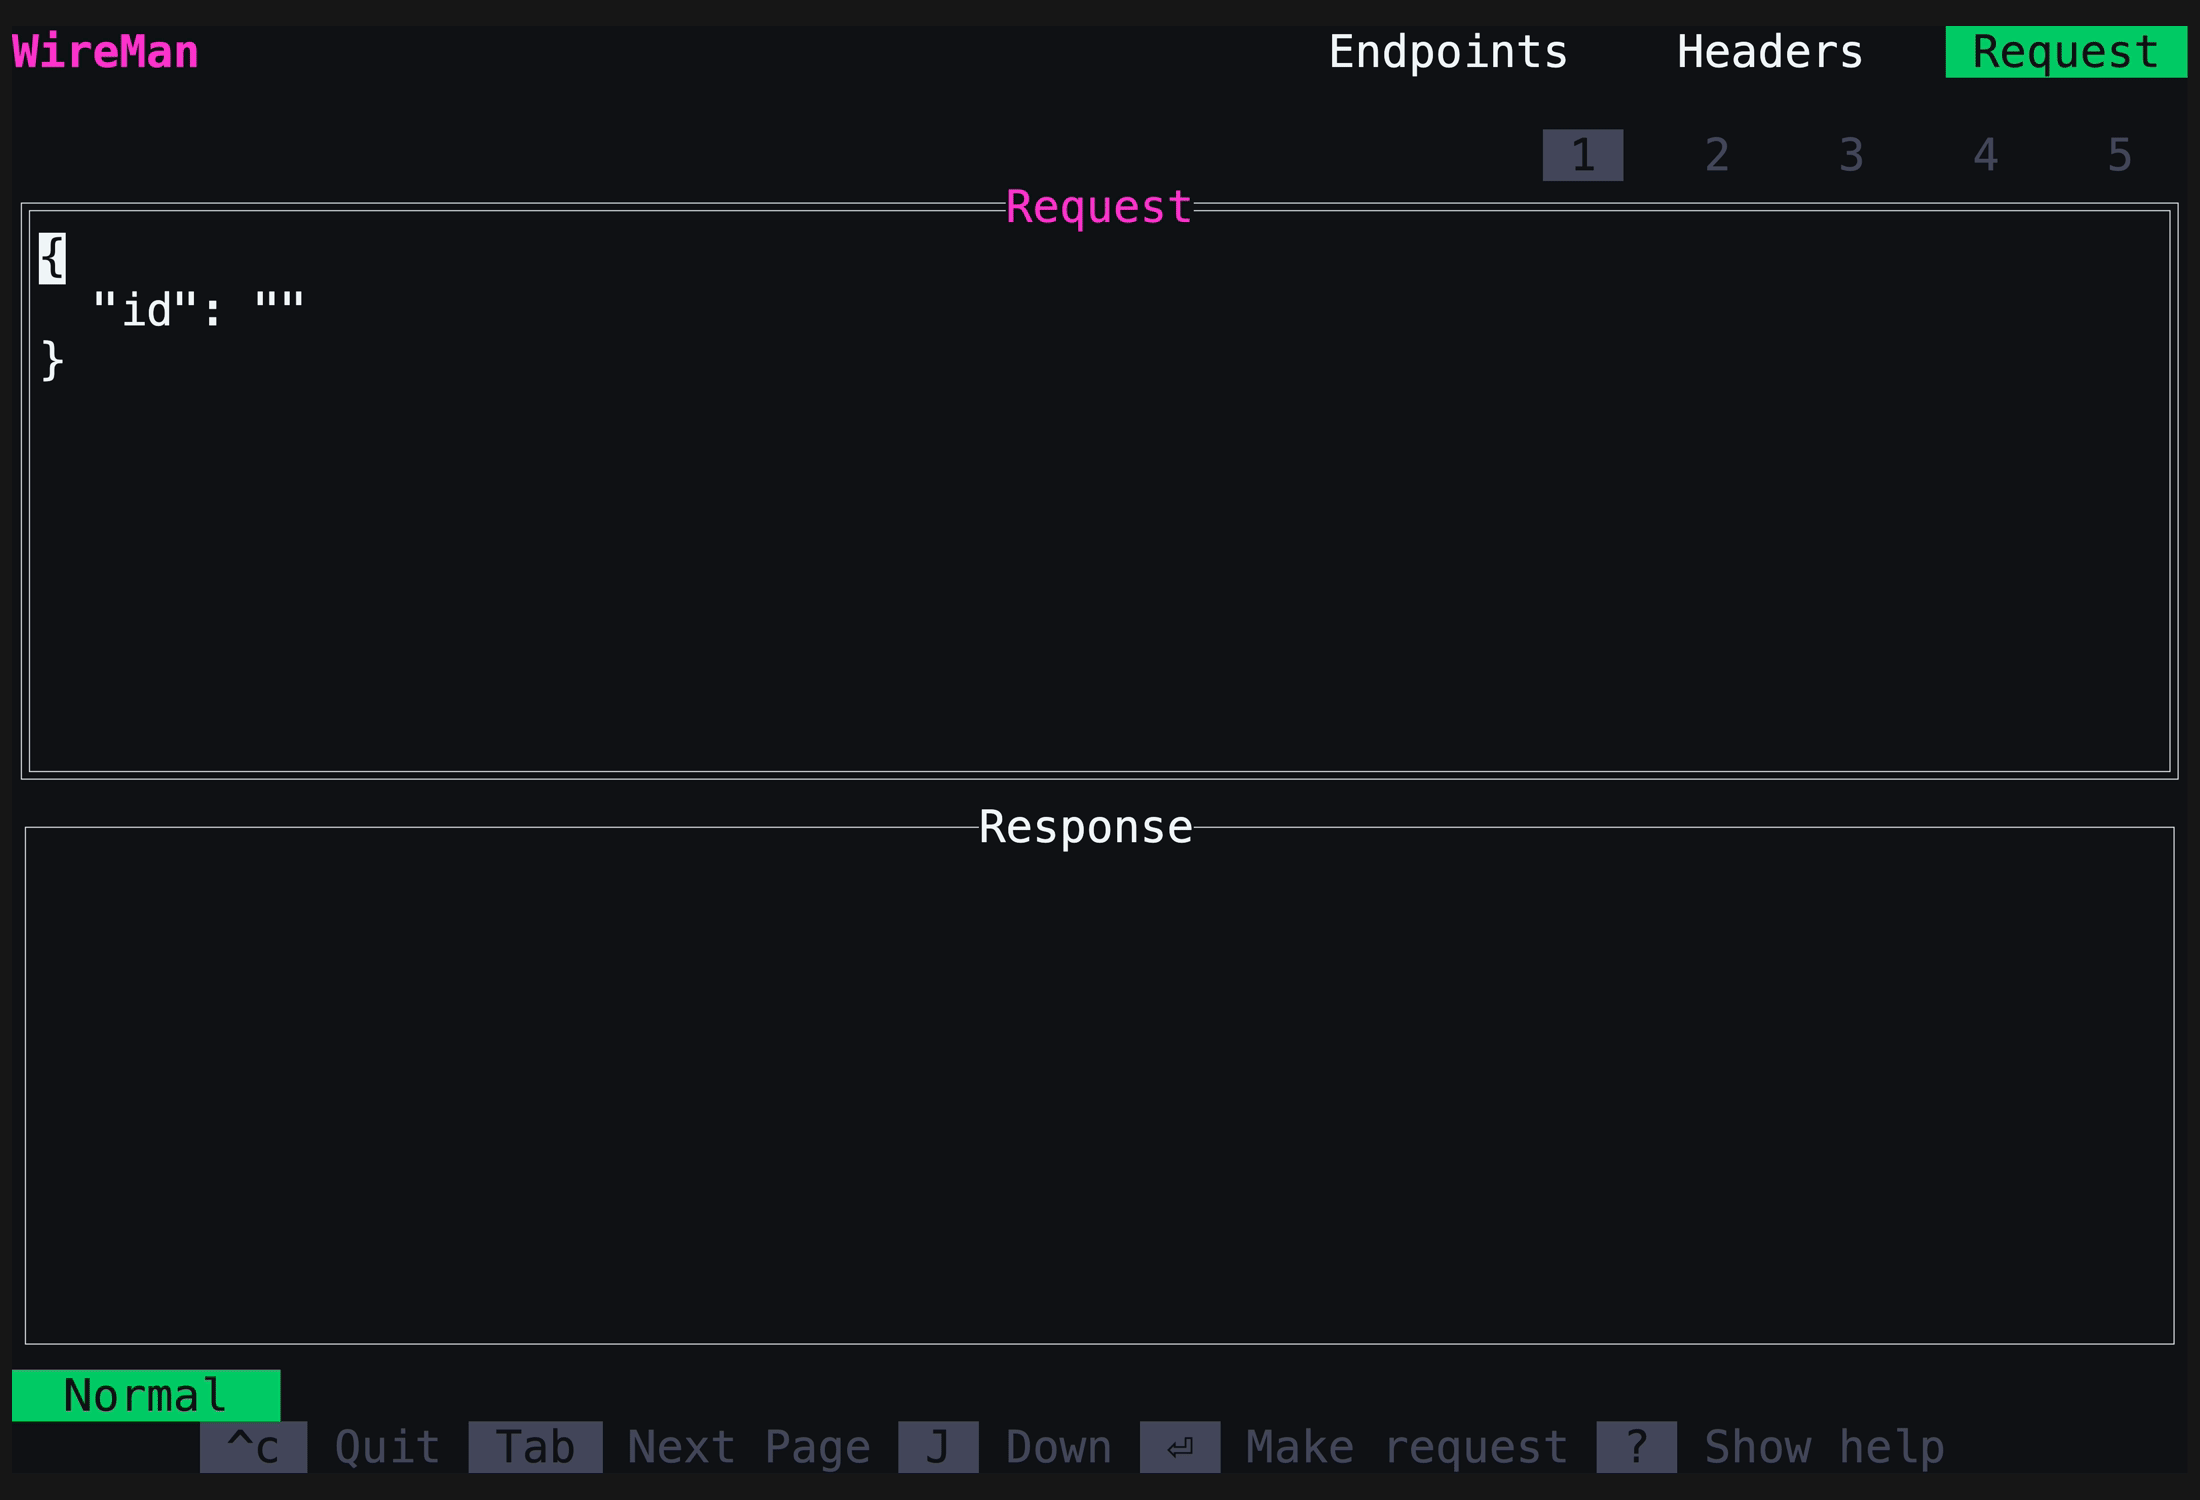 WireMan Endpoints Headers Request
1 2 3 4 5
Request
{
  "id": ""
}
Response
Normal
^c Quit Tab Next Page J Down ⏎ Make request ? Show help